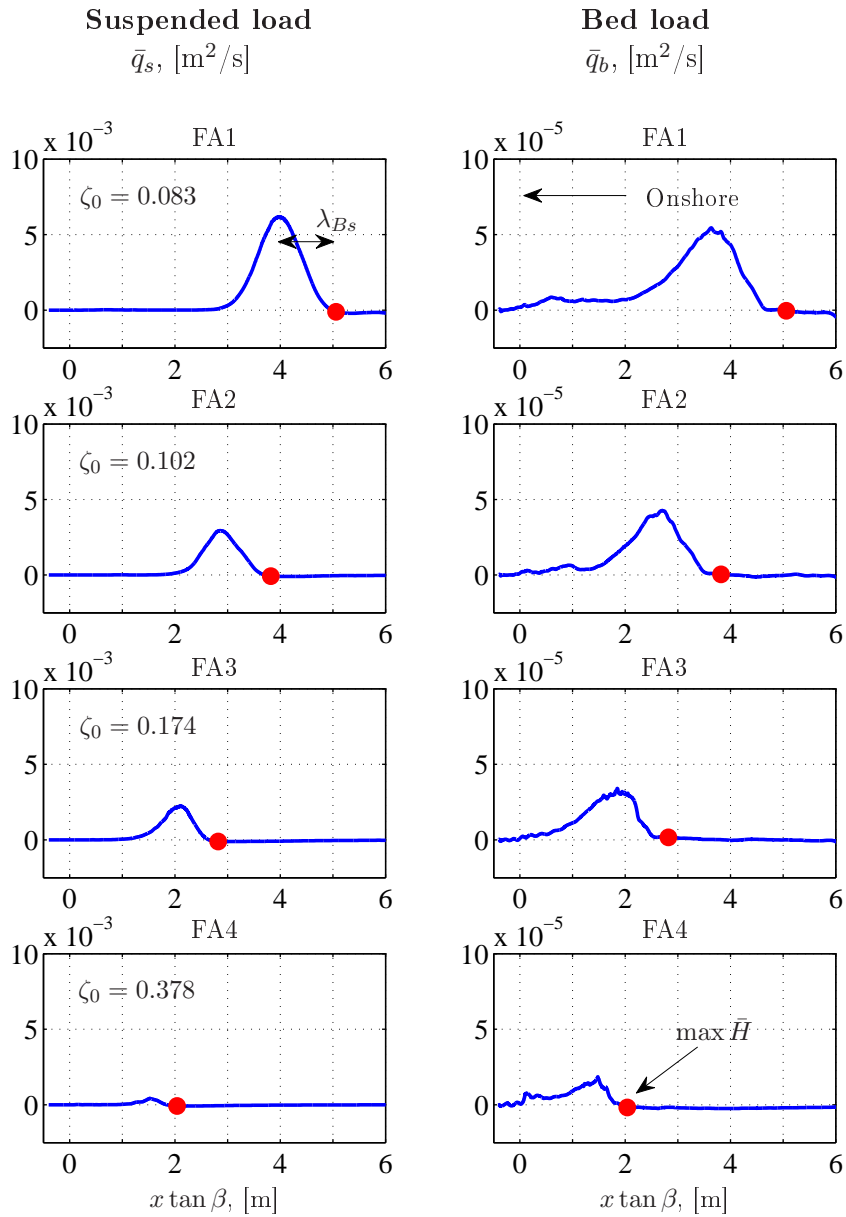 Suspended load Bed load
q̄_s, [m²/s] q̄_b, [m²/s]
FA1 FA1
x 10⁻³ x 10⁻⁵
10 10
ζ₀ = 0.083 Onshore
λ_Bs
5 5
0 0
0 2 4 6 0 2 4 6
FA2 FA2
x 10⁻³ x 10⁻⁵
10 10
ζ₀ = 0.102
5 5
0 0
0 2 4 6 0 2 4 6
FA3 FA3
x 10⁻³ x 10⁻⁵
10 10
ζ₀ = 0.174
5 5
0 0
0 2 4 6 0 2 4 6
FA4 FA4
x 10⁻³ x 10⁻⁵
10 10
ζ₀ = 0.378
5 5
max H̄
0 0
0 2 4 6 0 2 4 6
x tan β, [m] x tan β, [m]